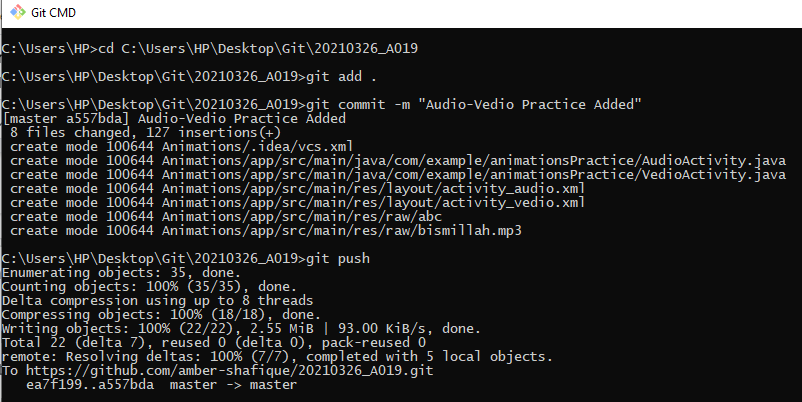 Git CMD
C:\Users\HP>cd C:\Users\HP\Desktop\Git\20210326_A019
C:\Users\HP\Desktop\Git\20210326_A019>git add .
C:\Users\HP\Desktop\Git\20210326_A019>git commit -m "Audio-Vedio Practice Added"
[master a557bda] Audio-Vedio Practice Added
 8 files changed, 127 insertions(+)
 create mode 100644 Animations/.idea/vcs.xml
 create mode 100644 Animations/app/src/main/java/com/example/animationsPractice/AudioActivity.java
 create mode 100644 Animations/app/src/main/java/com/example/animationsPractice/VedioActivity.java
 create mode 100644 Animations/app/src/main/res/layout/activity_audio.xml
 create mode 100644 Animations/app/src/main/res/layout/activity_vedio.xml
 create mode 100644 Animations/app/src/main/res/raw/abc
 create mode 100644 Animations/app/src/main/res/raw/bismillah.mp3
C:\Users\HP\Desktop\Git\20210326_A019>git push
Enumerating objects: 35, done.
Counting objects: 100% (35/35), done.
Delta compression using up to 8 threads
Compressing objects: 100% (18/18), done.
Writing objects: 100% (22/22), 2.55 MiB | 93.00 KiB/s, done.
Total 22 (delta 7), reused 0 (delta 0), pack-reused 0
remote: Resolving deltas: 100% (7/7), completed with 5 local objects.
To https://github.com/amber-shafique/20210326_A019.git
   ea7f199..a557bda  master -> master